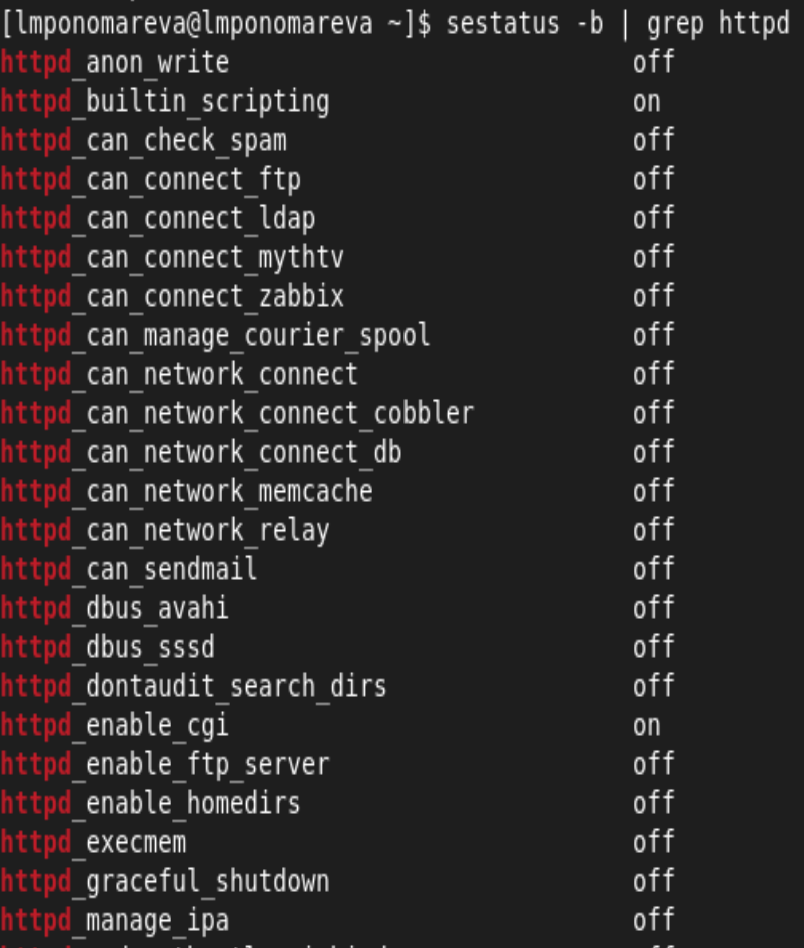 [lmponomareva@lmponomareva ~]$ sestatus -b | grep httpd
httpd_anon_write off
httpd_builtin_scripting on
httpd_can_check_spam off
httpd_can_connect_ftp off
httpd_can_connect_ldap off
httpd_can_connect_mythtv off
httpd_can_connect_zabbix off
httpd_can_manage_courier_spool off
httpd_can_network_connect off
httpd_can_network_connect_cobbler off
httpd_can_network_connect_db off
httpd_can_network_memcache off
httpd_can_network_relay off
httpd_can_sendmail off
httpd_dbus_avahi off
httpd_dbus_sssd off
httpd_dontaudit_search_dirs off
httpd_enable_cgi on
httpd_enable_ftp_server off
httpd_enable_homedirs off
httpd_execmem off
httpd_graceful_shutdown off
httpd_manage_ipa off